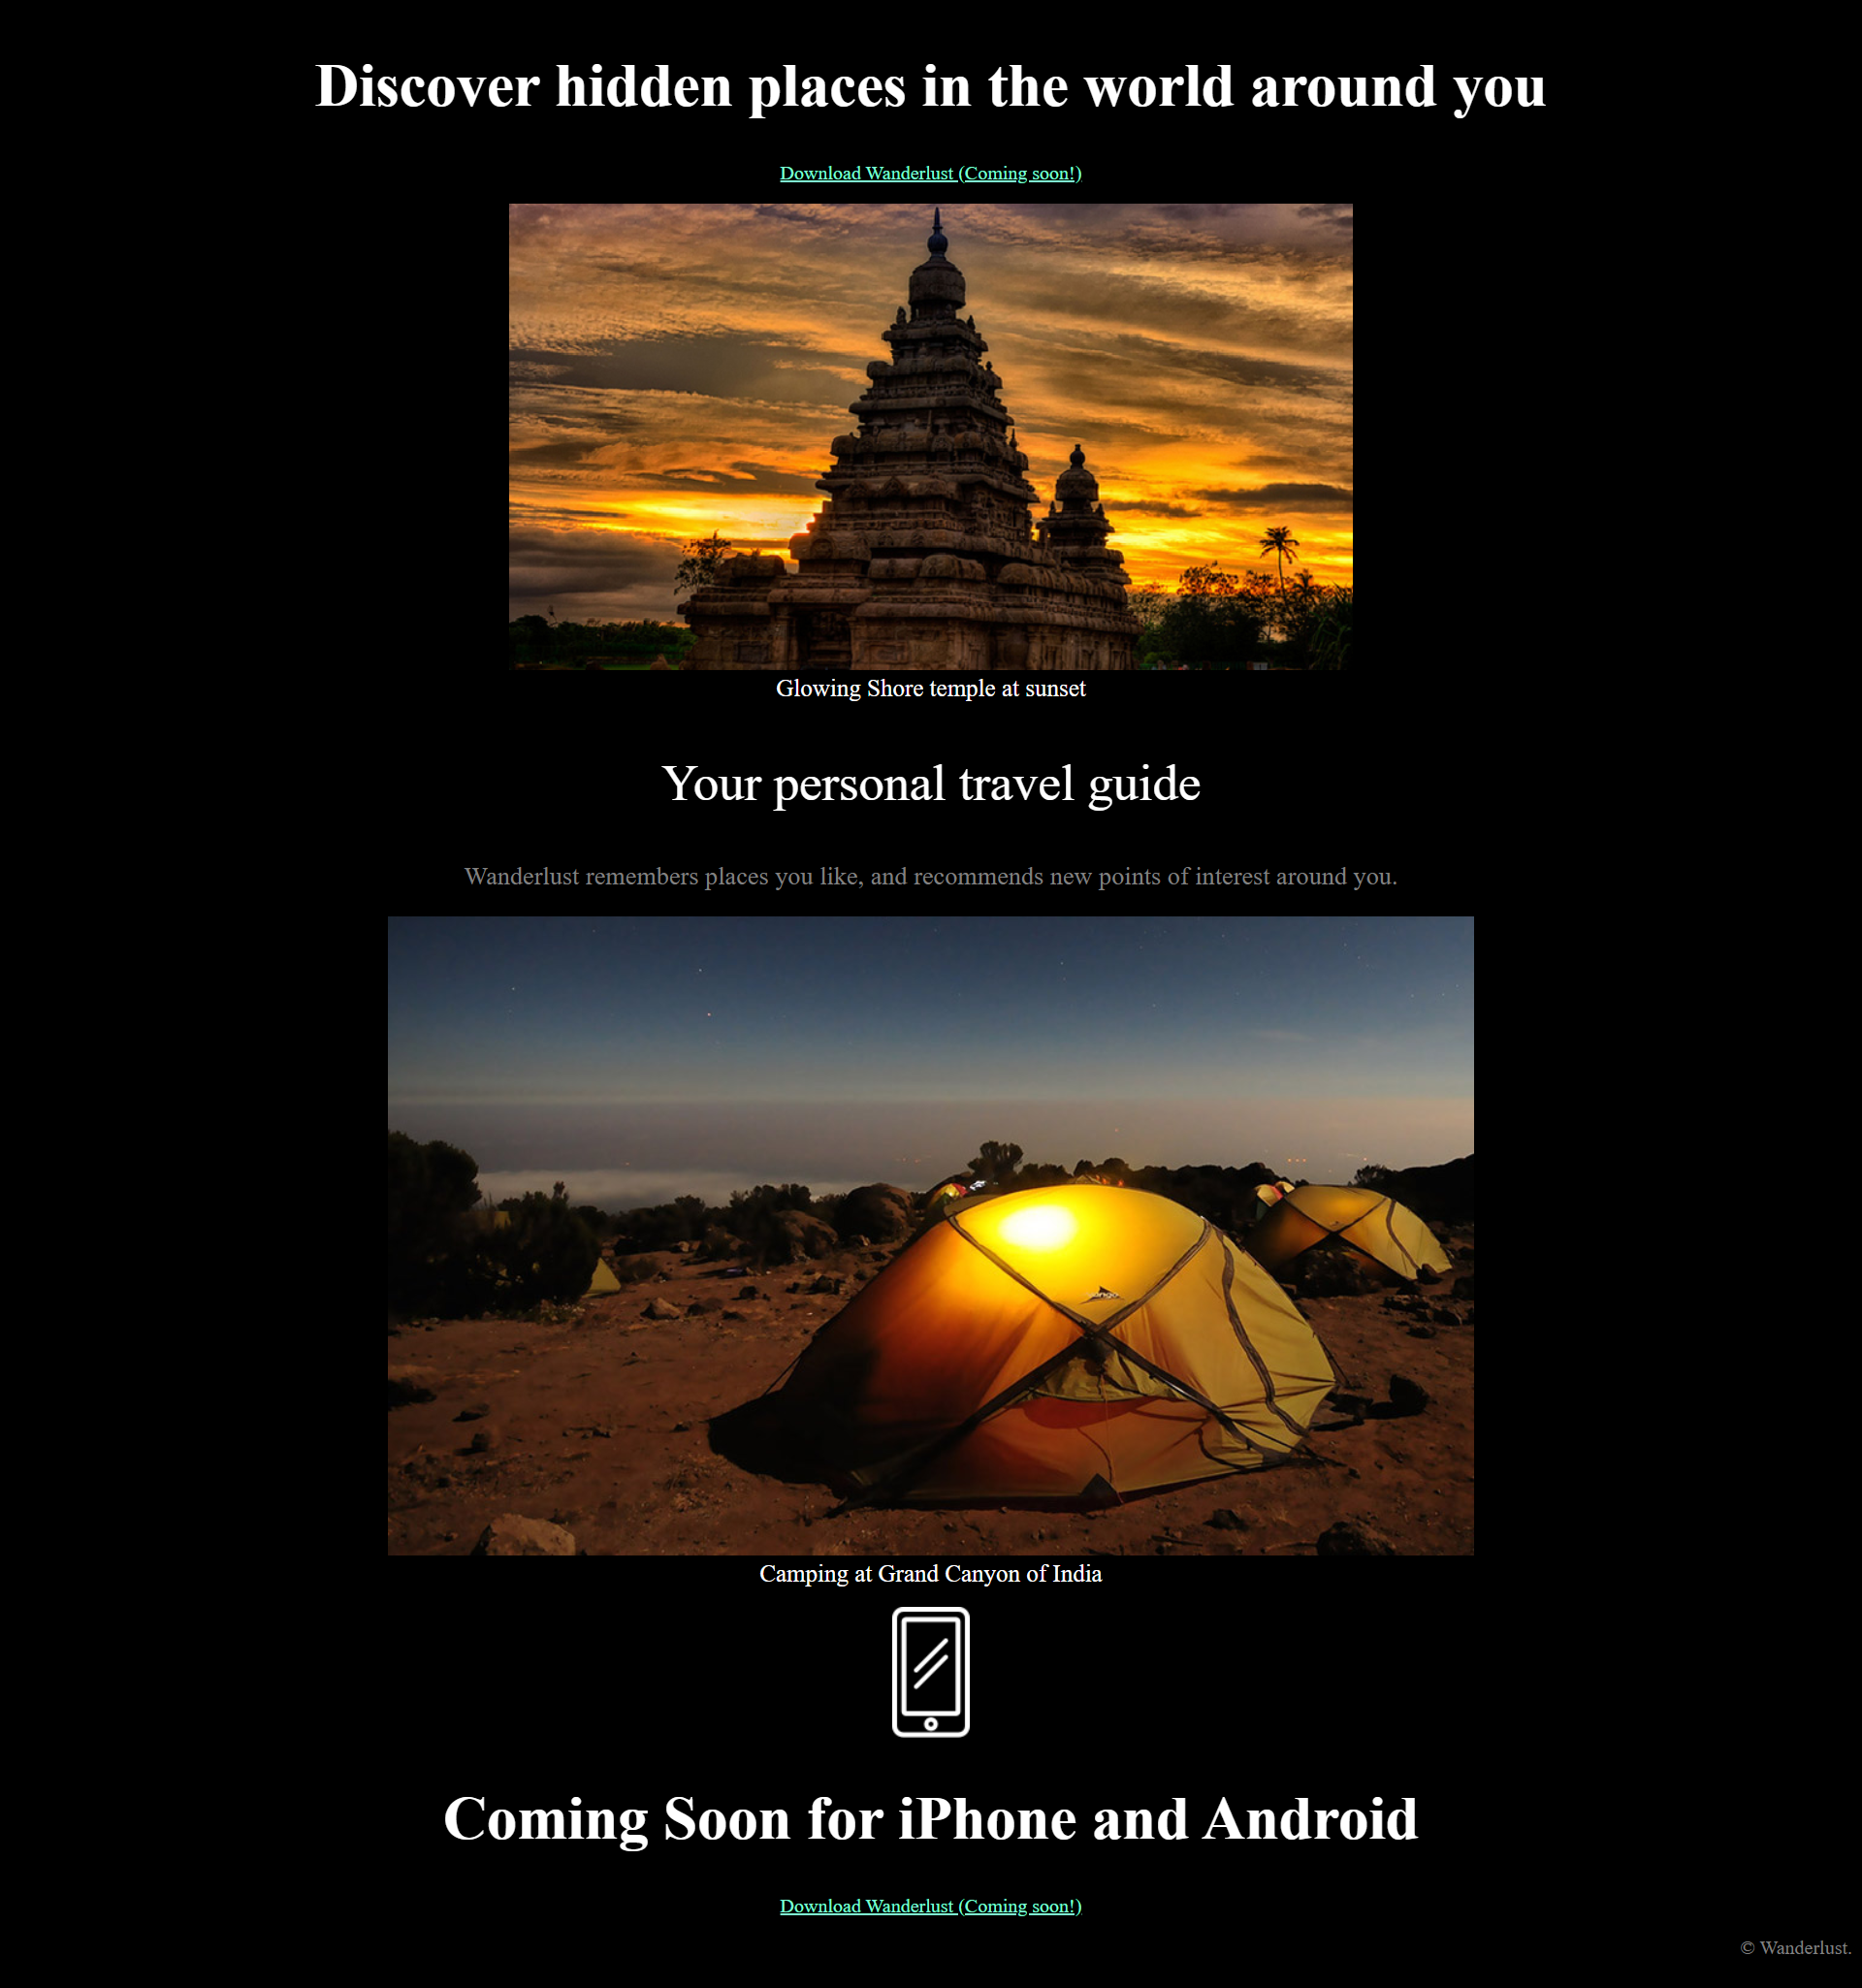 Discover hidden places in the world around you
Download Wanderlust (Coming soon!)
Glowing Shore temple at sunset
Your personal travel guide
Wanderlust remembers places you like, and recommends new points of interest around you.
Camping at Grand Canyon of India
Coming Soon for iPhone and Android
Download Wanderlust (Coming soon!)
© Wanderlust.